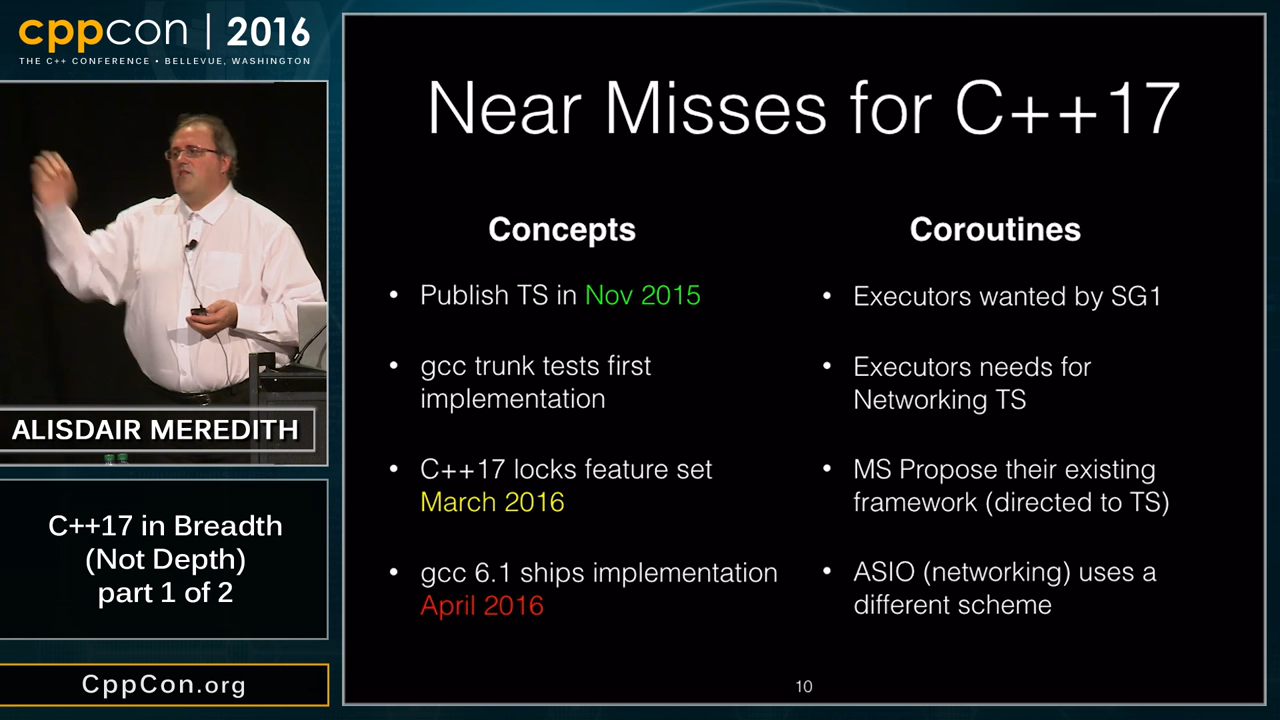 cppcon | 2016
THE C++ CONFERENCE • BELLEVUE, WASHINGTON
ALISDAIR MEREDITH
C++17 in Breadth
(Not Depth)
part 1 of 2
CppCon.org
Near Misses for C++17
Concepts
• Publish TS in Nov 2015
• gcc trunk tests first
implementation
• C++17 locks feature set
March 2016
• gcc 6.1 ships implementation
April 2016
Coroutines
• Executors wanted by SG1
• Executors needs for
Networking TS
• MS Propose their existing
framework (directed to TS)
• ASIO (networking) uses a
different scheme
10